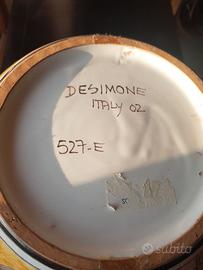 DESIMONE
ITALY 02
527-E
subito